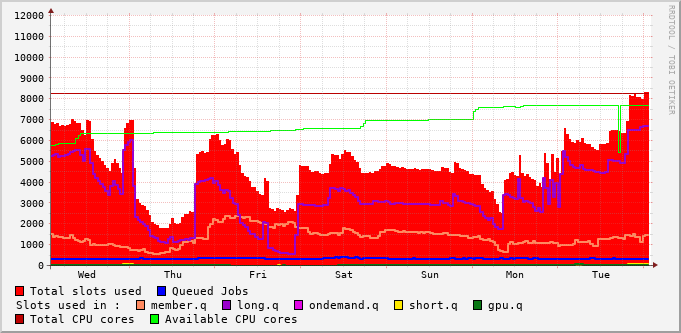 12000
11000
10000
9000
8000
7000
6000
5000
4000
3000
2000
1000
0
Wed Thu Fri Sat Sun Mon Tue
RRDTOOL / TOBI OETIKER
Total slots used Queued Jobs
Slots used in : member.q long.q ondemand.q short.q gpu.q
Total CPU cores Available CPU cores